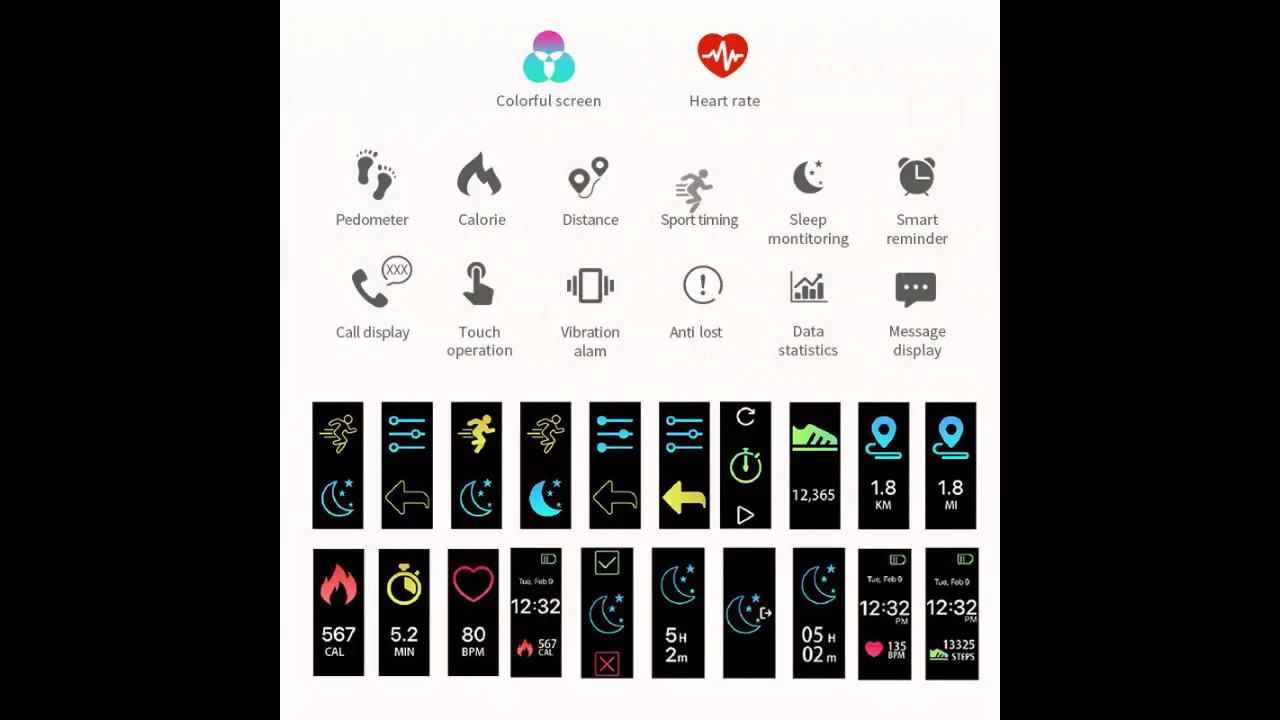 Colorful screen
Heart rate
Pedometer
Calorie
Distance
Sport timing
Sleep
montitoring
Smart
reminder
XXX
Call display
Touch
operation
Vibration
alam
Anti lost
Data
statistics
Message
display
12,365
1.8
KM
1.8
MI
567
CAL
5.2
MIN
80
BPM
Tue, Feb 9
12:32
567
CAL
5 H
2m
05 H
02 m
Tue, Feb 9
12:32
PM
135
BPM
Tue, Feb 9
12:32
PM
13325
STEPS